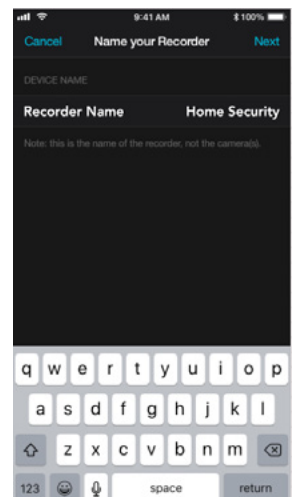 9:41 AM 100%
Cancel Name your Recorder Next
DEVICE NAME
Recorder Name Home Security
Note: this is the name of the recorder, not the camera(s).
q w e r t y u i o p
a s d f g h j k l
z x c v b n m
123 space return